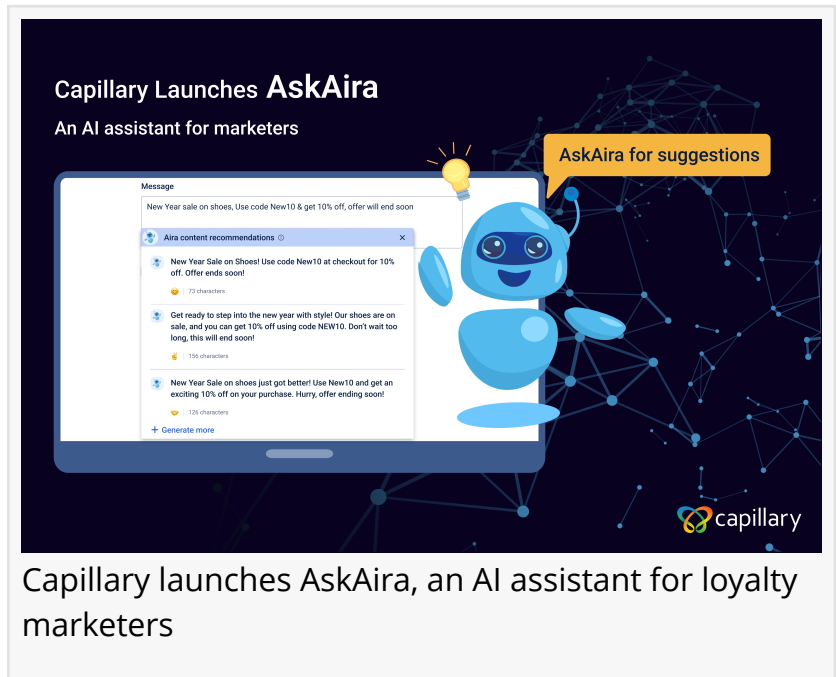 Capillary Launches AskAira
An AI assistant for marketers
AskAira for suggestions
Message
New Year sale on shoes, Use code New10 & get 10% off, offer will end soon
Aira content recommendations
New Year Sale on Shoes! Use code New10 at checkout for 10%
off. Offer ends soon!
73 characters
Get ready to step into the new year with style! Our shoes are on
sale, and you can get 10% off using code NEW10. Don't wait too
long, this will end soon!
156 characters
New Year Sale on shoes just got better! Use New10 and get an
exciting 10% off on your purchase. Hurry, offer ending soon!
126 characters
+ Generate more
capillary
Capillary launches AskAira, an AI assistant for loyalty
marketers